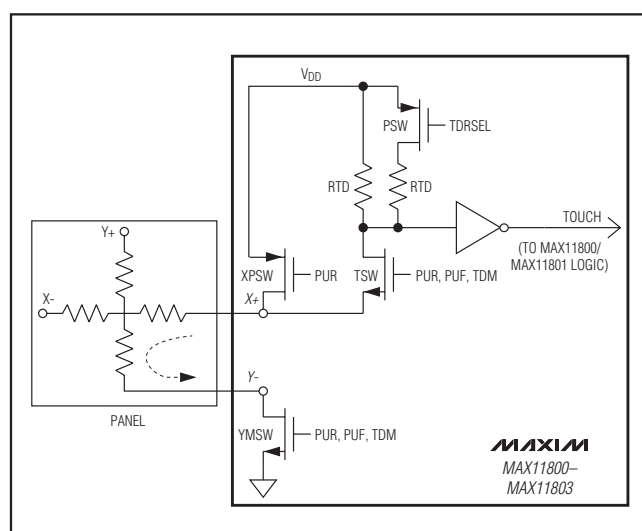 VDD
PSW
TDRSEL
RTD
RTD
TOUCH
(TO MAX11800/
MAX11801 LOGIC)
Y+
XPSW
PUR
TSW
PUR, PUF, TDM
X-
X+
Y-
PANEL
YMSW
PUR, PUF, TDM
MAXIM
MAX11800–
MAX11803